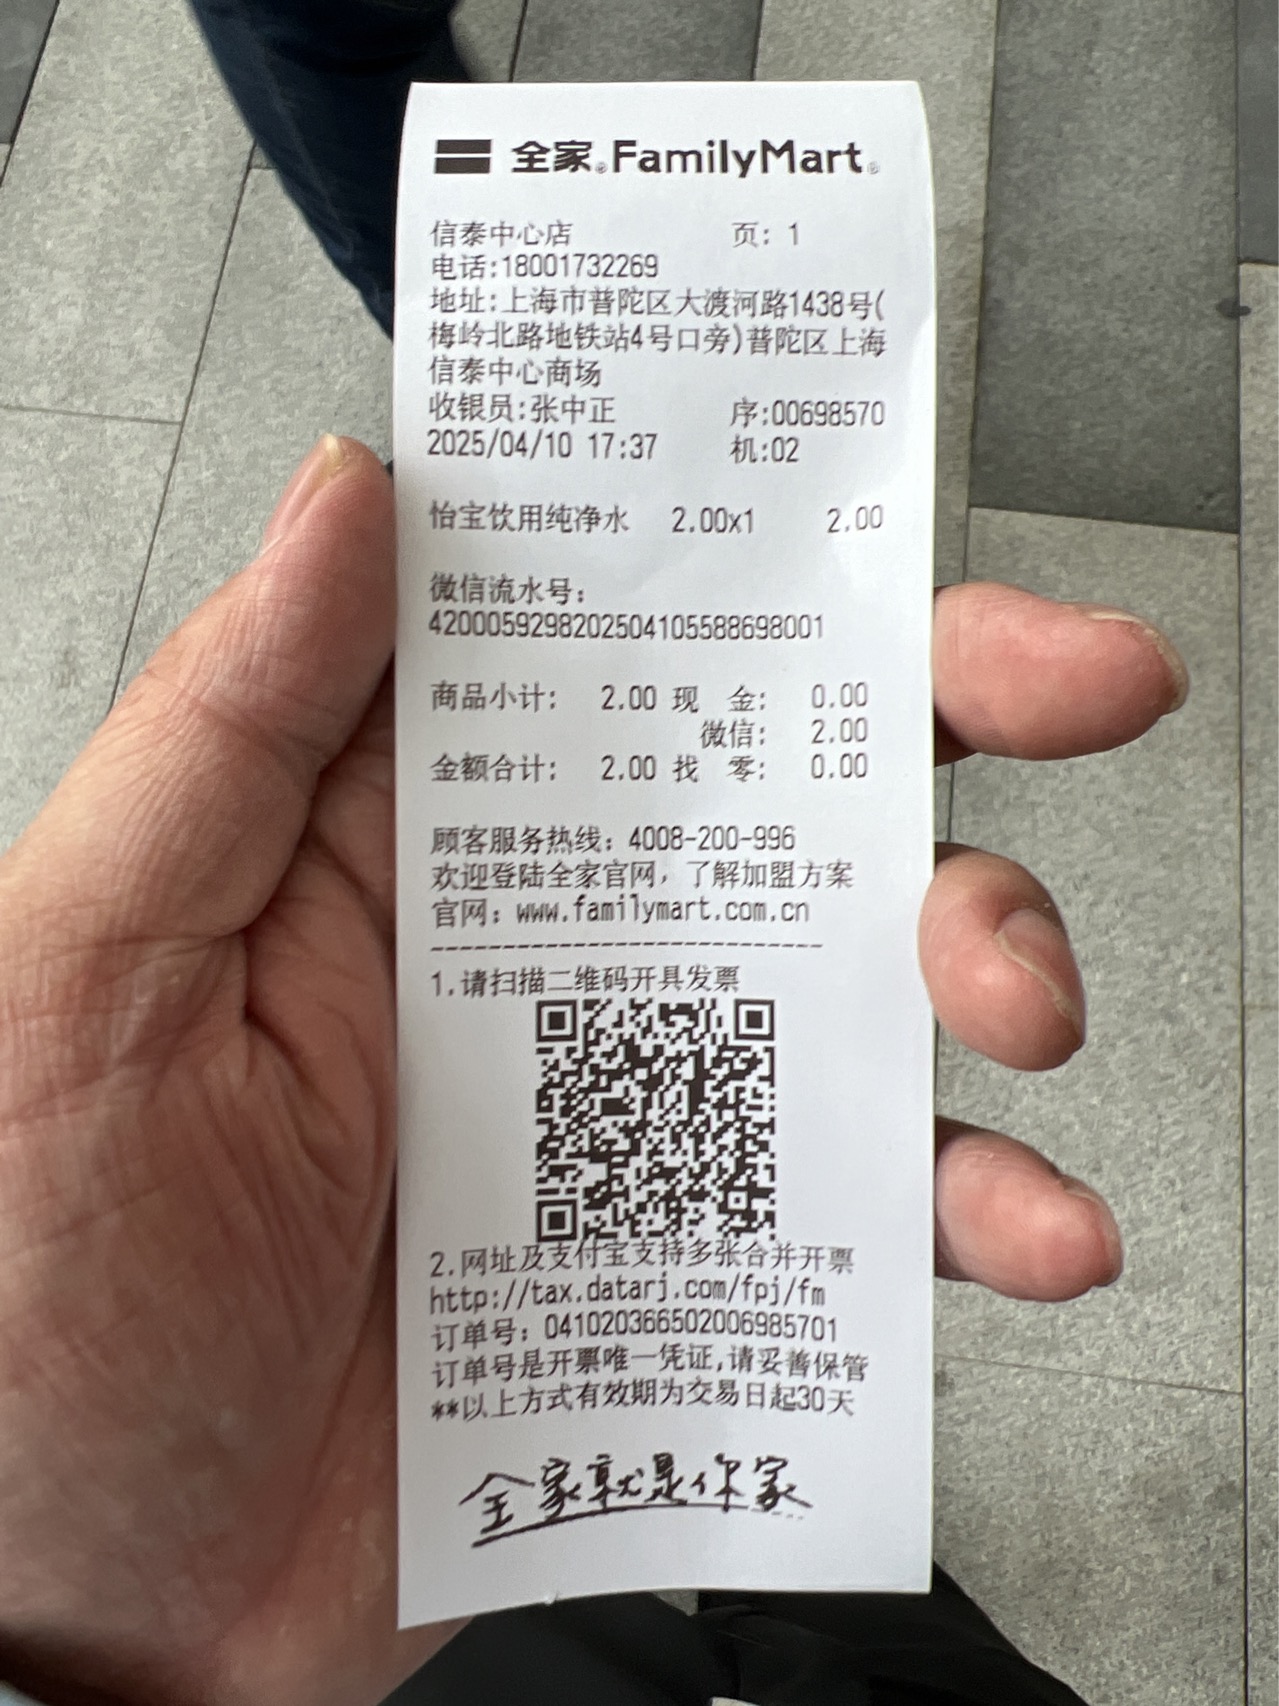 全家®FamilyMart®
信泰中心店 页: 1
电话:18001732269
地址:上海市普陀区大渡河路1438号(
梅岭北路地铁站4号口旁)普陀区上海
信泰中心商场
收银员:张中正 序:00698570
2025/04/10 17:37 机:02
怡宝饮用纯净水 2.00x1 2.00
微信流水号:
4200059298202504105588698001
商品小计: 2.00 现 金: 0.00
微信: 2.00
金额合计: 2.00 找 零: 0.00
顾客服务热线: 4008-200-996
欢迎登陆全家官网,了解加盟方案
官网: www.familymart.com.cn
----------------------------
1.请扫描二维码开具发票
2.网址及支付宝支持多张合并开票
http://tax.datarj.com/fpj/fm
订单号: 0410203665020069857​01
订单号是开票唯一凭证,请妥善保管
**以上方式有效期为交易日起30天
全家就是你家